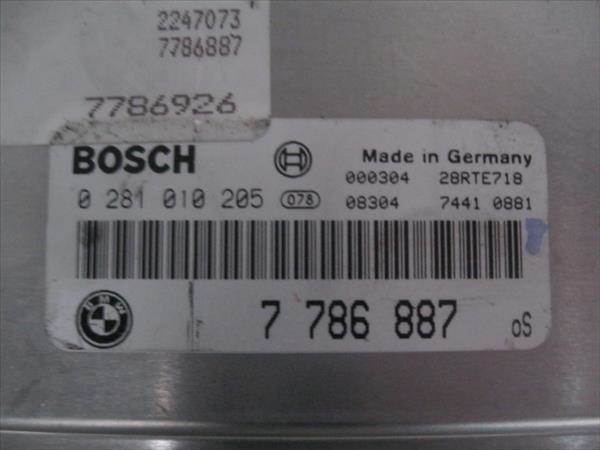 2247073
7786887
7786926
BOSCH
Made in Germany
000304 28RTE718
0 281 010 205 078 08304 7441 0881
BMW
7 786 887 oS